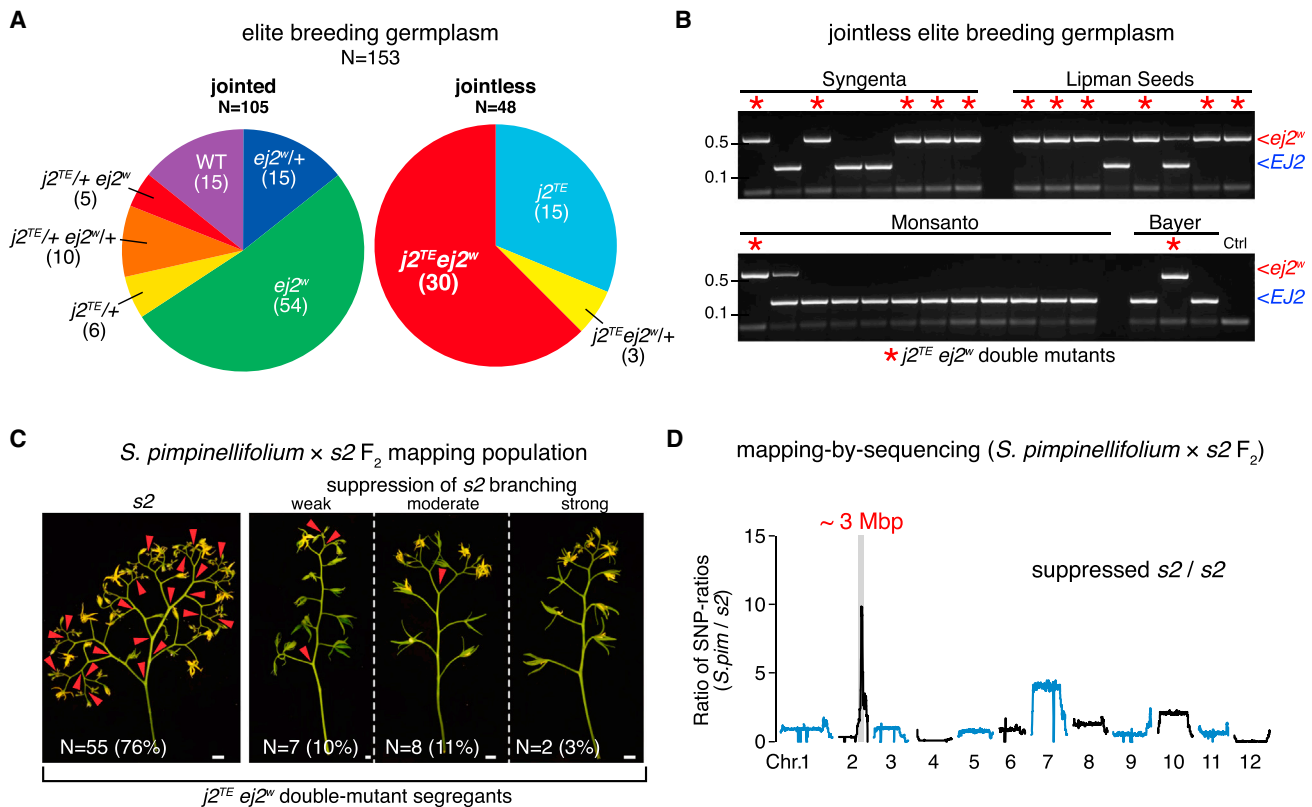 A
elite breeding germplasm
N=153
jointed
N=105
jointless
N=48
WT
(15)
ej2ʷ/+
(15)
j2ᵀᴱ/+ ej2ʷ
(5)
j2ᵀᴱ/+ ej2ʷ/+
(10)
j2ᵀᴱ/+
(6)
ej2ʷ
(54)
j2ᵀᴱ
(15)
j2ᵀᴱej2ʷ
(30)
j2ᵀᴱej2ʷ/+
(3)
B
jointless elite breeding germplasm
Syngenta
Lipman Seeds
* * * * * * * * * * *
0.5
<ej2ʷ
<EJ2
0.1
Monsanto
Bayer
* *
Ctrl
0.5
<ej2ʷ
<EJ2
0.1
* j2ᵀᴱ ej2ʷ double mutants
C
S. pimpinellifolium × s2 F₂ mapping population
suppression of s2 branching
s2
weak
moderate
strong
N=55 (76%)
N=7 (10%)
N=8 (11%)
N=2 (3%)
j2ᵀᴱ ej2ʷ double-mutant segregants
D
mapping-by-sequencing (S. pimpinellifolium × s2 F₂)
~ 3 Mbp
suppressed s2 / s2
Ratio of SNP-ratios
(S.pim / s2)
15
10
5
0
Chr.1 2 3 4 5 6 7 8 9 10 11 12